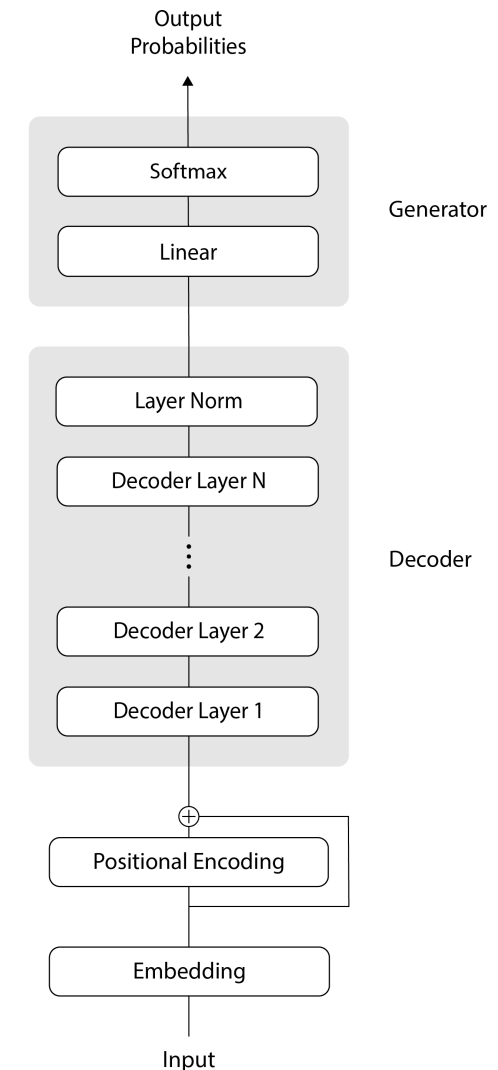 Output
Probabilities
Softmax
Generator
Linear
Layer Norm
Decoder Layer N
Decoder
Decoder Layer 2
Decoder Layer 1
Positional Encoding
Embedding
Input